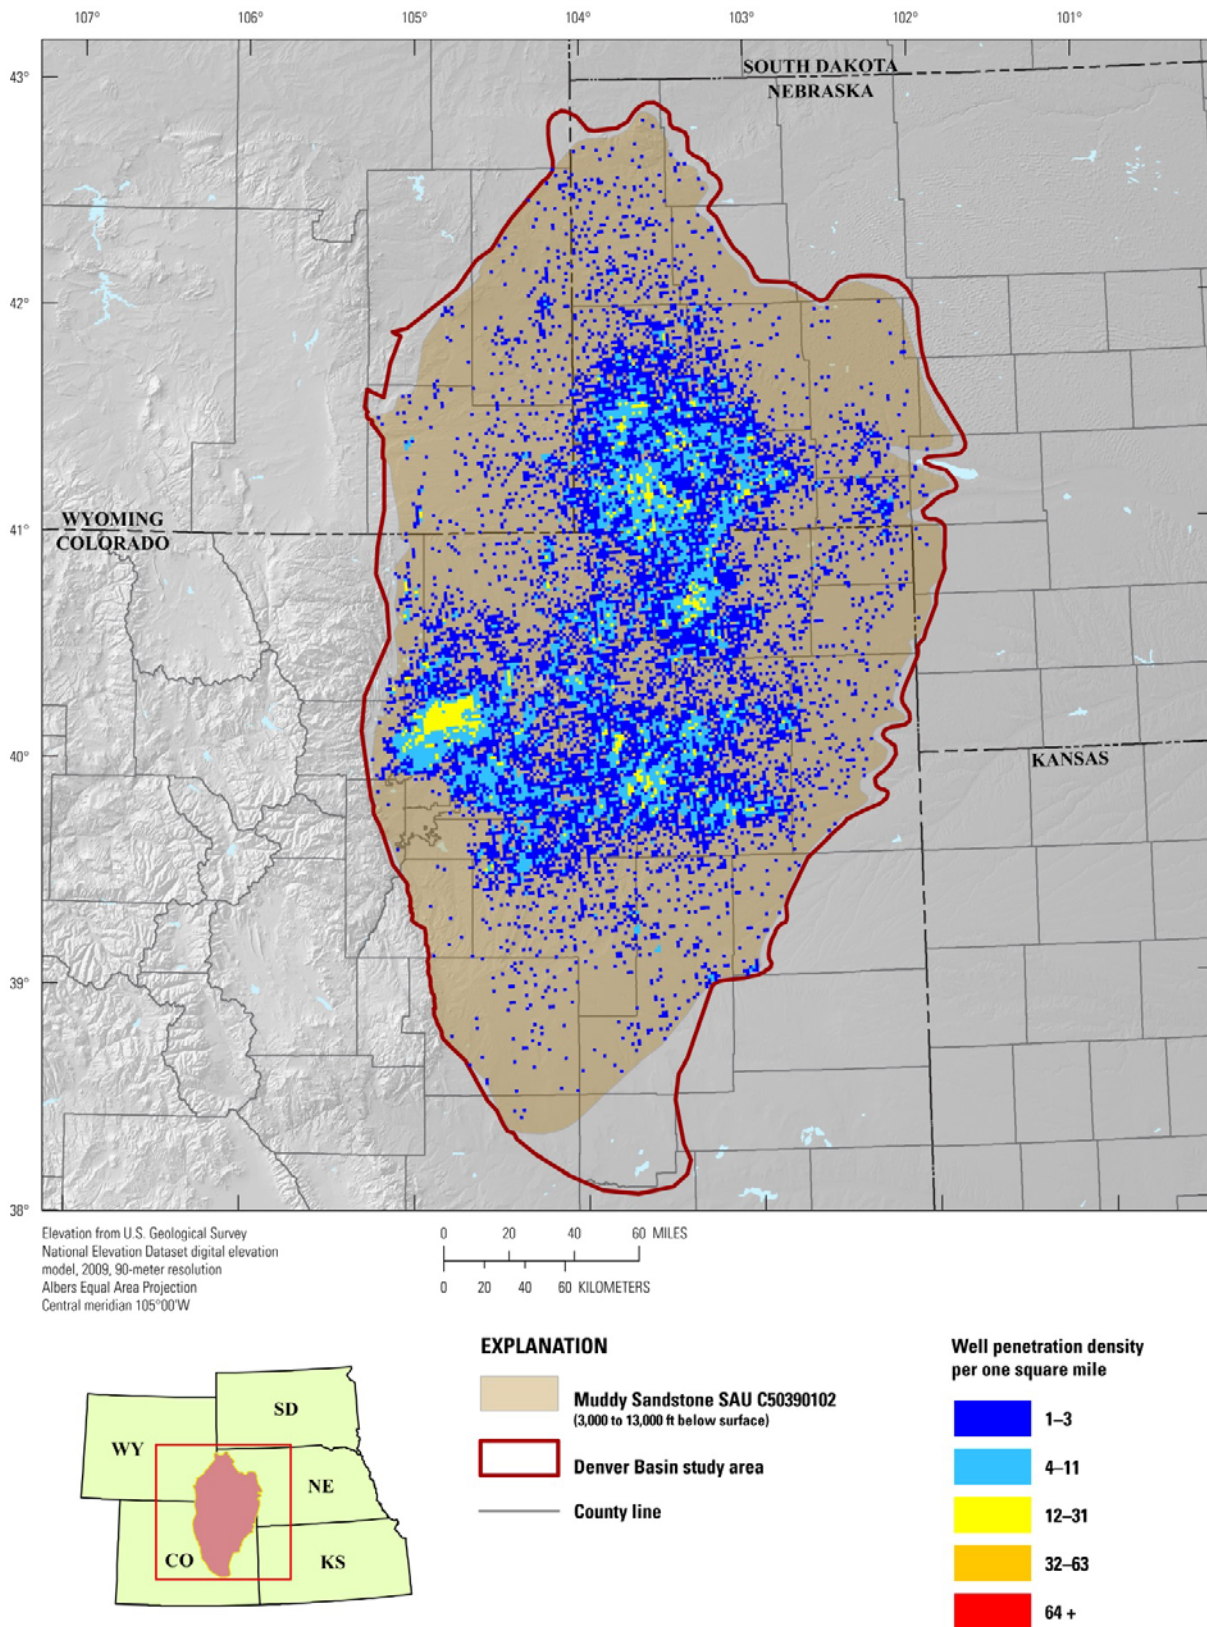 107° 106° 105° 104° 103° 102° 101°
43°
SOUTH DAKOTA
NEBRASKA
42°
41°
WYOMING
COLORADO
40°
KANSAS
39°
38°
Elevation from U.S. Geological Survey
National Elevation Dataset digital elevation
model, 2009, 90-meter resolution
Albers Equal Area Projection
Central meridian 105°00'W
0 20 40 60 MILES
0 20 40 60 KILOMETERS
EXPLANATION
Muddy Sandstone SAU C50390102
(3,000 to 13,000 ft below surface)
Denver Basin study area
County line
Well penetration density
per one square mile
1–3
4–11
12–31
32–63
64 +
SD
WY
NE
CO
KS